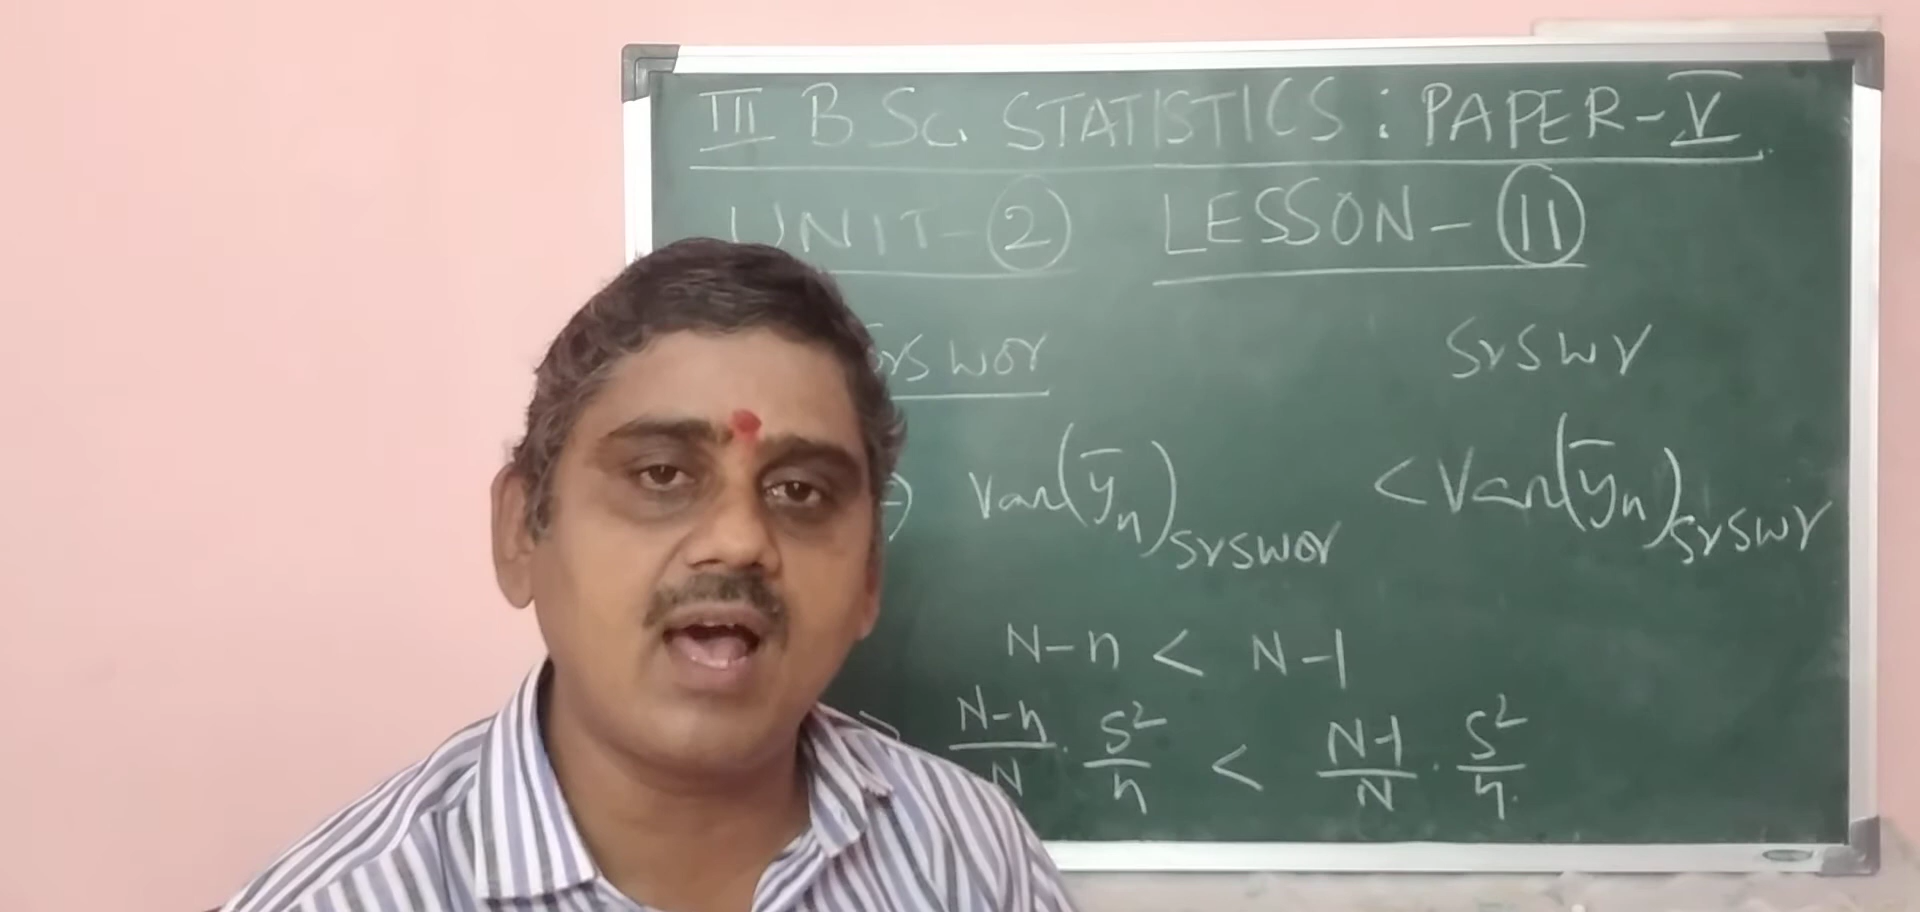 III B Sc. STATISTICS : PAPER-V
UNIT-② LESSON-⑪
srswor srswr
Var(ȳₙ)srswor < Var(ȳₙ)srswr
N-n < N-1
N-n/N · S²/n < N-1/N · S²/n